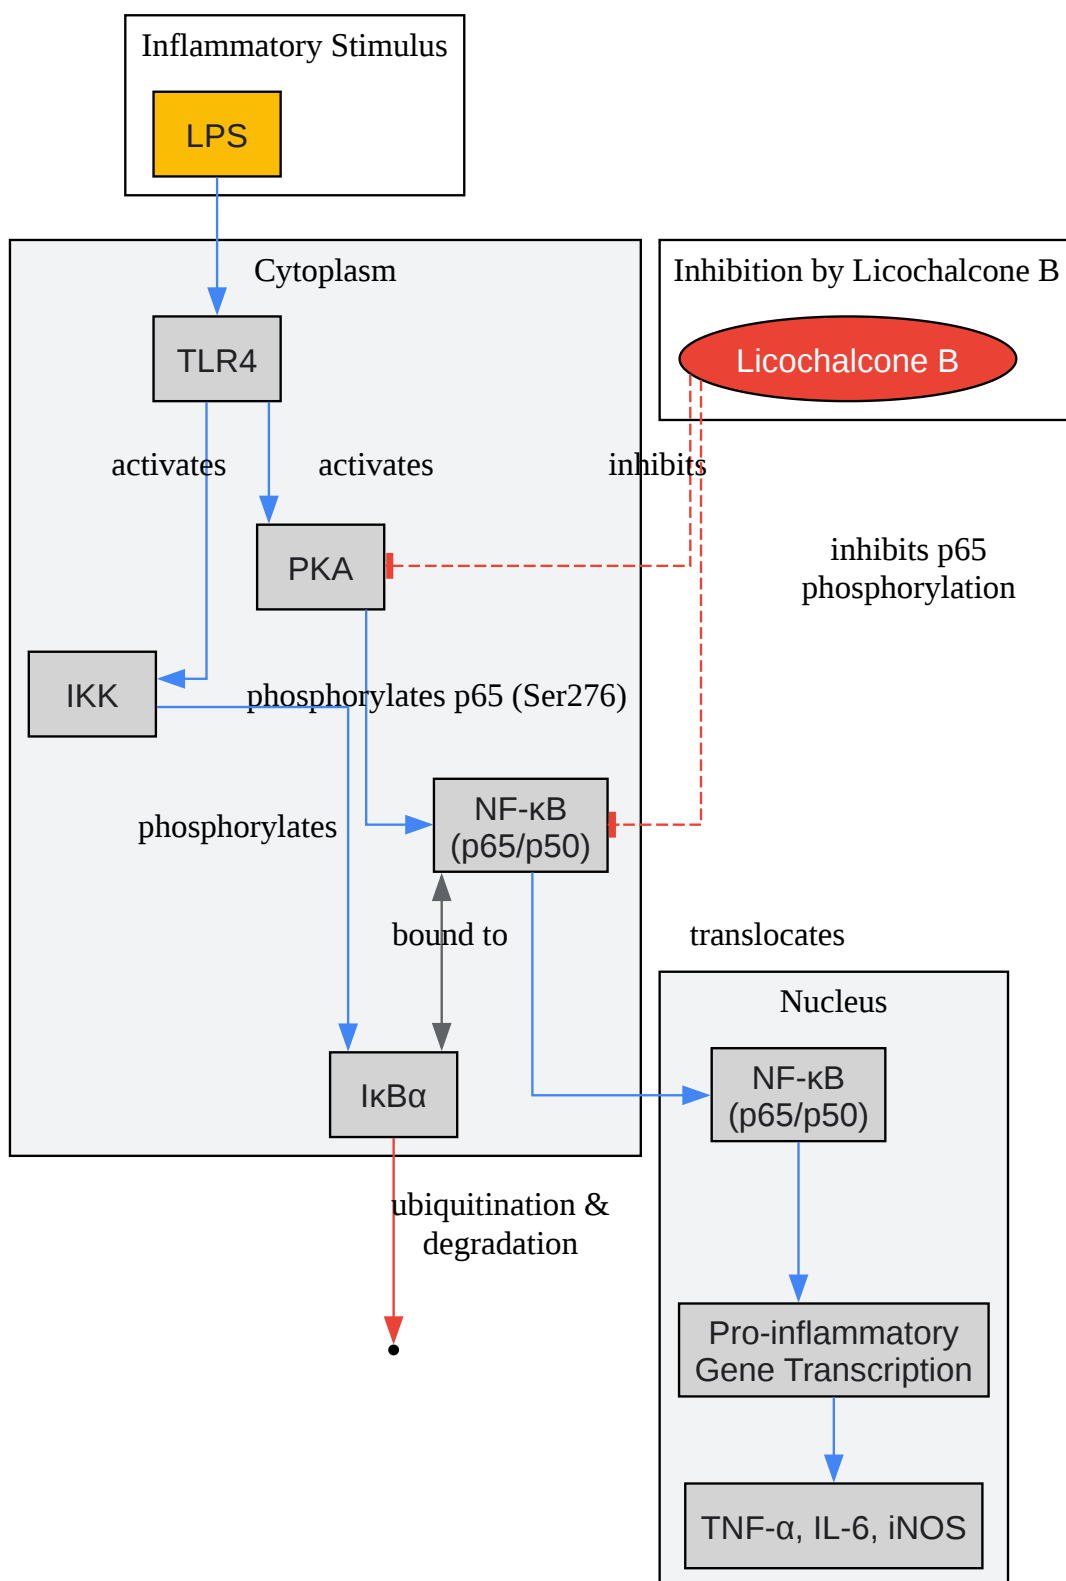 Inflammatory Stimulus
LPS
Cytoplasm
Inhibition by Licochalcone B
TLR4
Licochalcone B
activates
activates
inhibits
PKA
inhibits p65
phosphorylation
IKK
phosphorylates p65 (Ser276)
NF-κB
(p65/p50)
phosphorylates
bound to
translocates
Nucleus
IκBα
NF-κB
(p65/p50)
ubiquitination &
degradation
Pro-inflammatory
Gene Transcription
TNF-α, IL-6, iNOS